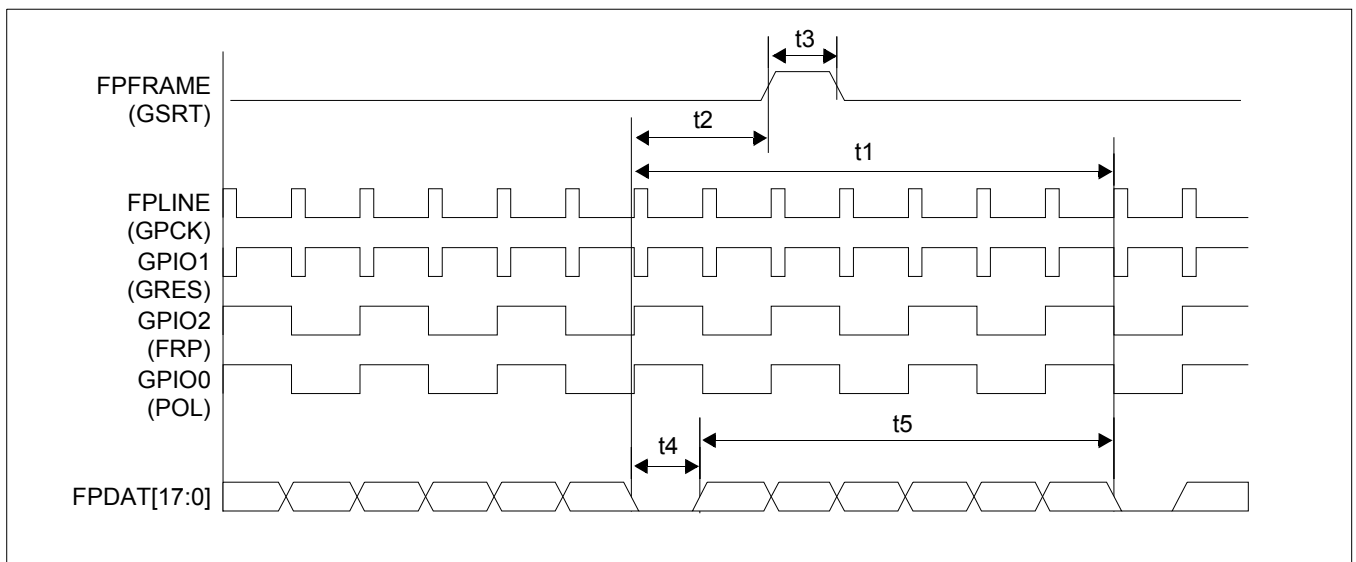 t3
FPFRAME
(GSRT)
t2
t1
FPLINE
(GPCK)
GPIO1
(GRES)
GPIO2
(FRP)
GPIO0
(POL)
t5
t4
FPDAT[17:0]